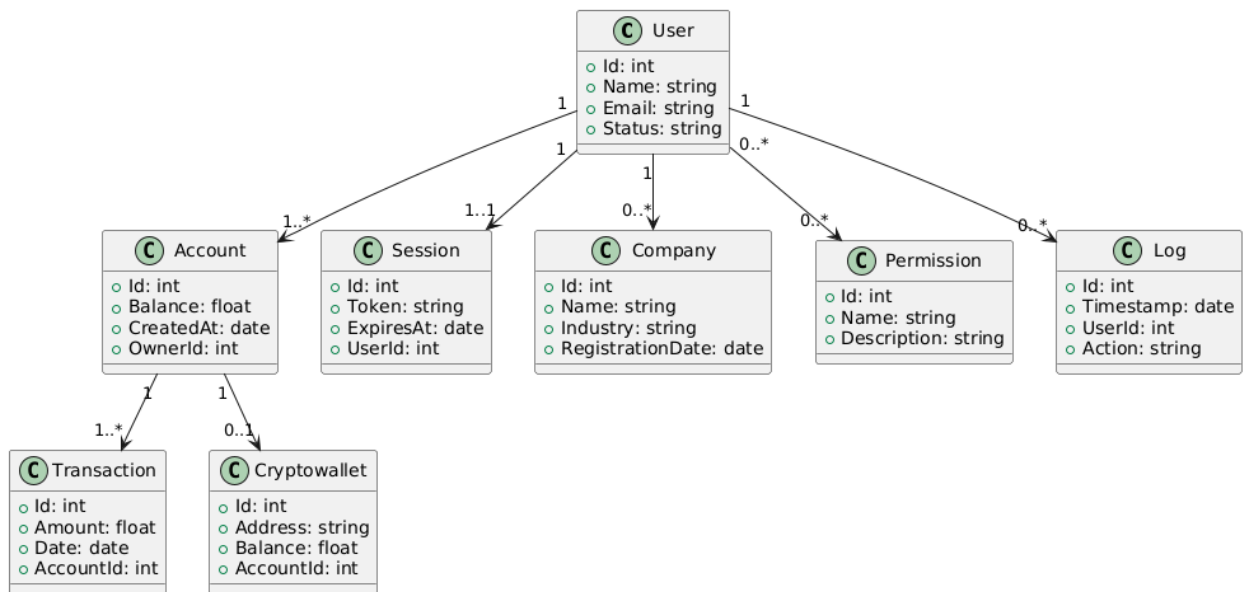 C User
Id: int
Name: string
Email: string
Status: string
1
1
1
0..*
1
1..*
1..1
0..*
0..*
0..*
C Account
Id: int
Balance: float
CreatedAt: date
OwnerId: int
C Session
Id: int
Token: string
ExpiresAt: date
UserId: int
C Company
Id: int
Name: string
Industry: string
RegistrationDate: date
C Permission
Id: int
Name: string
Description: string
C Log
Id: int
Timestamp: date
UserId: int
Action: string
1
1
1..*
0..1
C Transaction
Id: int
Amount: float
Date: date
AccountId: int
C Cryptowallet
Id: int
Address: string
Balance: float
AccountId: int